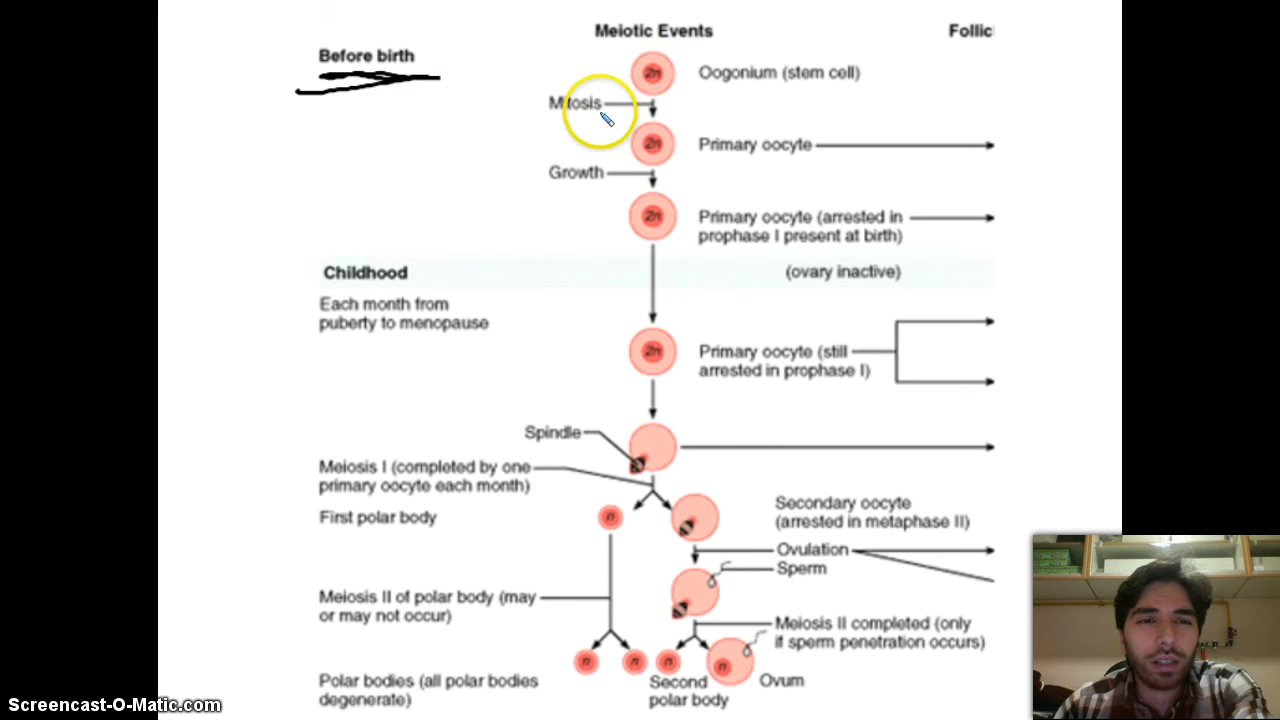 Meiotic Events
Follic
Before birth
2n
Oogonium (stem cell)
Mitosis
2n
Primary oocyte
Growth
2n
Primary oocyte (arrested in
prophase I present at birth)
Childhood
(ovary inactive)
Each month from
puberty to menopause
2n
Primary oocyte (still
arrested in prophase I)
Spindle
Meiosis I (completed by one
primary oocyte each month)
First polar body
n
Secondary oocyte
(arrested in metaphase II)
Ovulation
Sperm
Meiosis II of polar body (may
or may not occur)
Meiosis II completed (only
if sperm penetration occurs)
n
n
n
n
Polar bodies (all polar bodies
degenerate)
Second
polar body
Ovum
Screencast-O-Matic.com